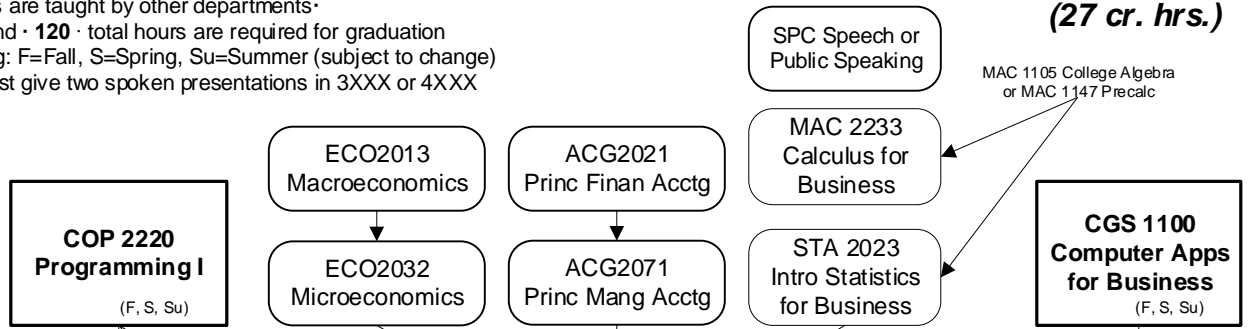 s are taught by other departments·
nd · 120 · total hours are required for graduation
g: F=Fall, S=Spring, Su=Summer (subject to change)
st give two spoken presentations in 3XXX or 4XXX
(27 cr. hrs.)
SPC Speech or
Public Speaking
MAC 1105 College Algebra
or MAC 1147 Precalc
MAC 2233
Calculus for
Business
ECO2013
Macroeconomics
ACG2021
Princ Finan Acctg
COP 2220
Programming I
(F, S, Su)
ECO2032
Microeconomics
ACG2071
Princ Mang Acctg
STA 2023
Intro Statistics
for Business
CGS 1100
Computer Apps
for Business
(F, S, Su)